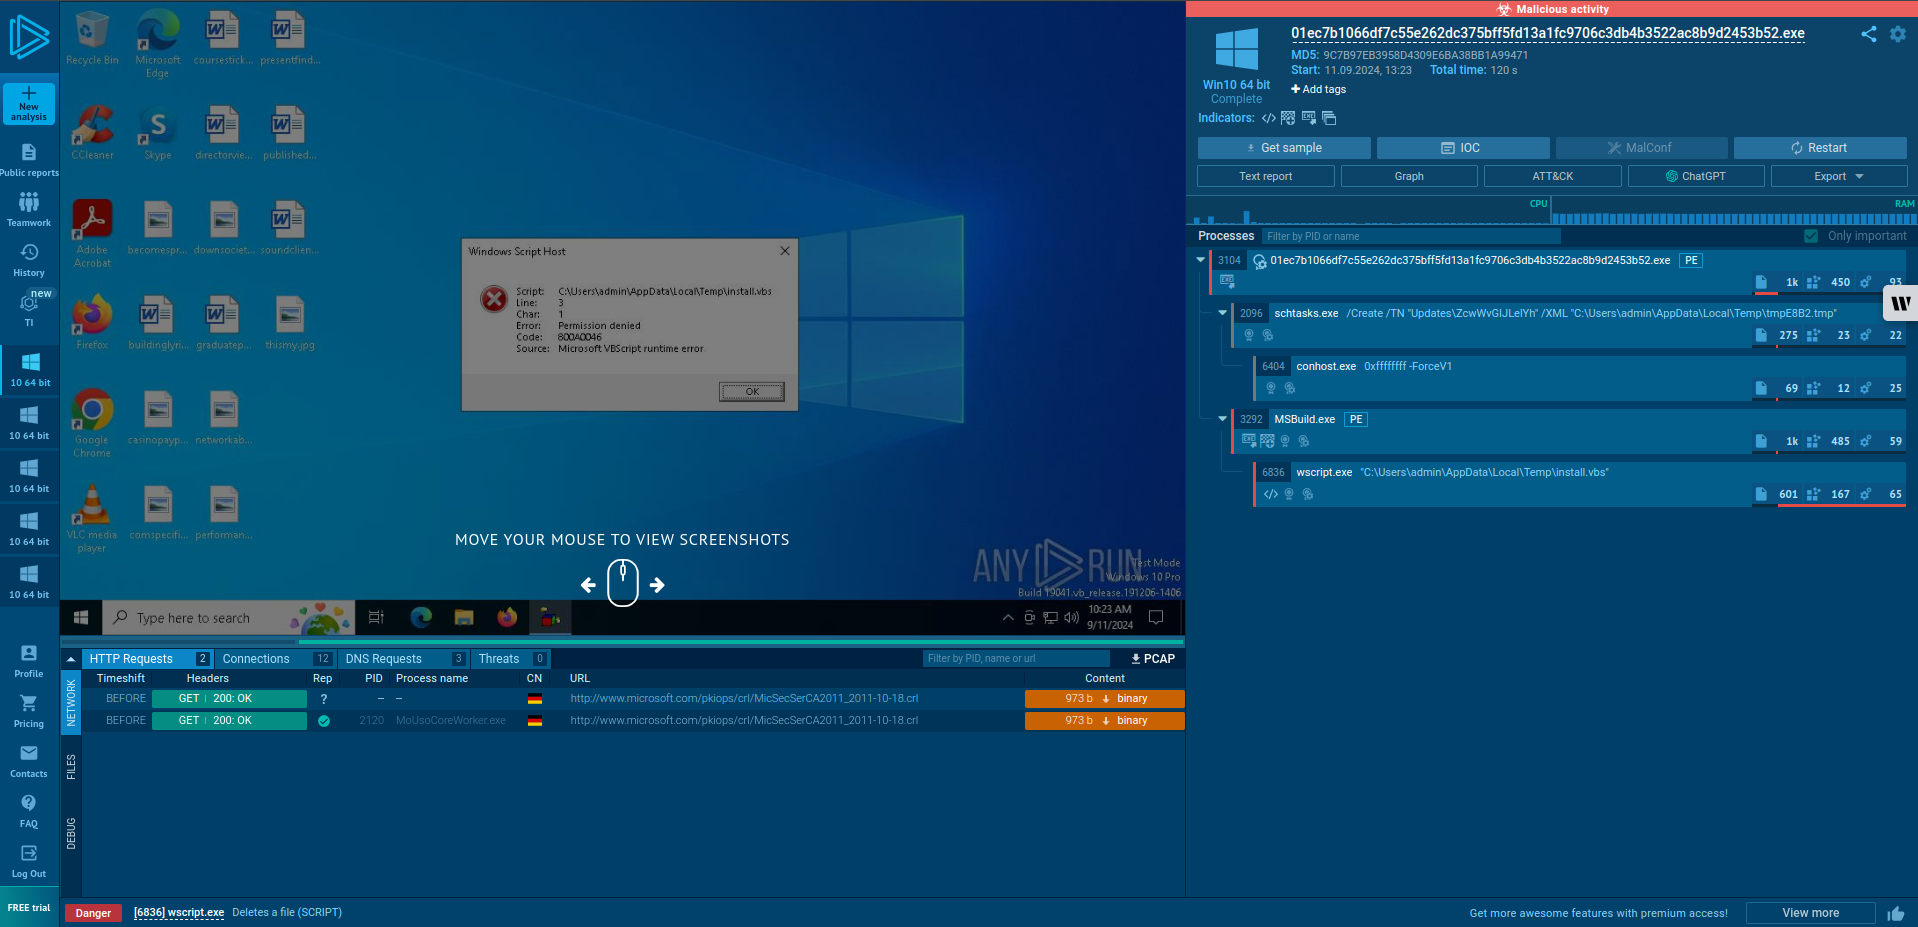 New
analysis
Public reports
Teamwork
History
new
TI
10 64 bit
10 64 bit
10 64 bit
10 64 bit
10 64 bit
Profile
Pricing
Contacts
FAQ
Log Out
FREE trial
Recycle Bin
Microsoft
Edge
coursestick...
presentfind...
CCleaner
Skype
directorvie...
published...
Adobe
Acrobat
becomespr...
downsociet...
soundclien...
Firefox
buildinglyri...
graduatep...
thismy.jpg
Google
Chrome
casinopayp...
networkab...
VLC media
player
comspecifi...
performan...
Windows Script Host
Script: C:\Users\admin\AppData\Local\Temp\install.vbs
Line: 3
Char: 1
Error: Permission denied
Code: 800A0046
Source: Microsoft VBScript runtime error
OK
MOVE YOUR MOUSE TO VIEW SCREENSHOTS
ANY RUN
Test Mode
Windows 10 Pro
Build 19041.vb_release.191206-1406
Type here to search
10:23 AM
9/11/2024
HTTP Requests 2
Connections 12
DNS Requests 3
Threats 0
Filter by PID, name or url
PCAP
NETWORK
FILES
DEBUG
Timeshift Headers Rep PID Process name CN URL Content
BEFORE GET 200: OK ? – – http://www.microsoft.com/pkiops/crl/MicSecSerCA2011_2011-10-18.crl 973 b binary
BEFORE GET 200: OK 2120 MoUsoCoreWorker.exe http://www.microsoft.com/pkiops/crl/MicSecSerCA2011_2011-10-18.crl 973 b binary
Danger [6836] wscript.exe Deletes a file (SCRIPT)
Malicious activity
Win10 64 bit
Complete
01ec7b1066df7c55e262dc375bff5fd13a1fc9706c3db4b3522ac8b9d2453b52.exe
MD5: 9C7B97EB3958D4309E6BA38BB1A99471
Start: 11.09.2024, 13:23 Total time: 120 s
Add tags
Indicators:
Get sample
IOC
MalConf
Restart
Text report
Graph
ATT&CK
ChatGPT
Export
CPU
RAM
Processes
Filter by PID or name
Only important
3104 01ec7b1066df7c55e262dc375bff5fd13a1fc9706c3db4b3522ac8b9d2453b52.exe PE
1k 450 93
2096 schtasks.exe /Create /TN "Updates\ZcwWvGIJLelYh" /XML "C:\Users\admin\AppData\Local\Temp\tmpE8B2.tmp"
275 23 22
6404 conhost.exe 0xffffffff -ForceV1
69 12 25
3292 MSBuild.exe PE
1k 485 59
6836 wscript.exe "C:\Users\admin\AppData\Local\Temp\install.vbs"
601 167 65
Get more awesome features with premium access!
View more